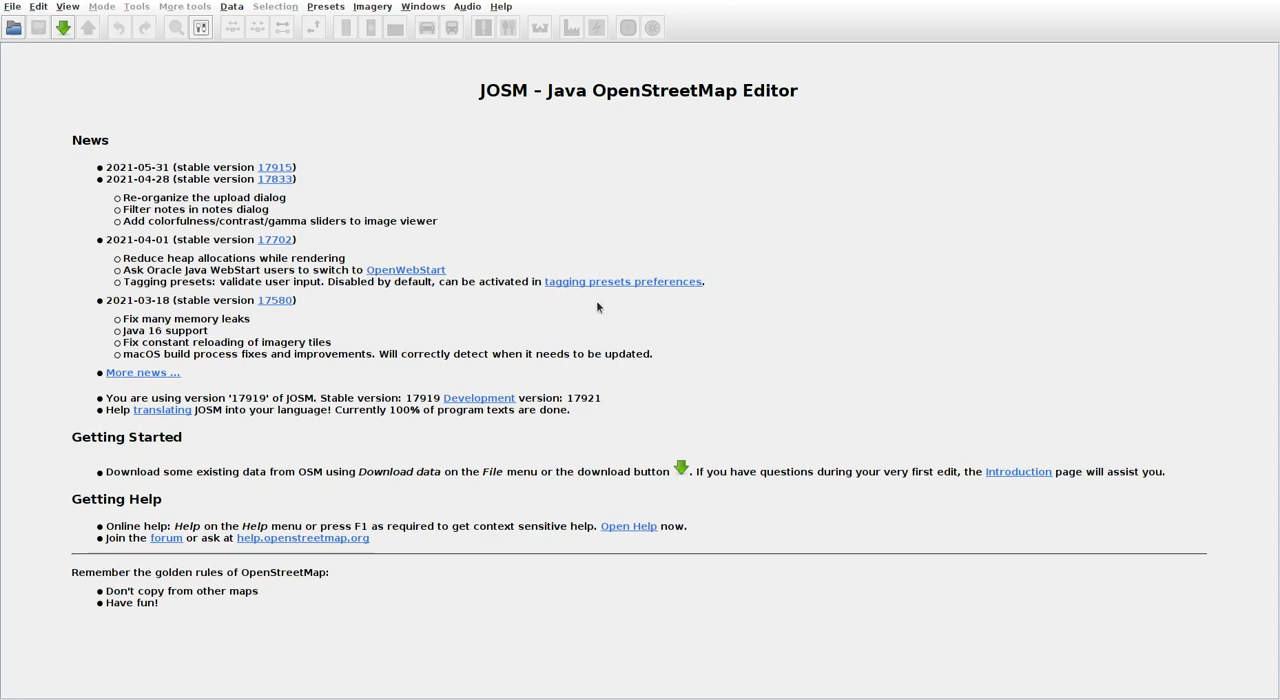 File Edit View Mode Tools More tools Data Selection Presets Imagery Windows Audio Help
JOSM – Java OpenStreetMap Editor
News
2021-05-31 (stable version 17915)
2021-04-28 (stable version 17833)
Re-organize the upload dialog
Filter notes in notes dialog
Add colorfulness/contrast/gamma sliders to image viewer
2021-04-01 (stable version 17702)
Reduce heap allocations while rendering
Ask Oracle Java WebStart users to switch to OpenWebStart
Tagging presets: validate user input. Disabled by default, can be activated in tagging presets preferences.
2021-03-18 (stable version 17580)
Fix many memory leaks
Java 16 support
Fix constant reloading of imagery tiles
macOS build process fixes and improvements. Will correctly detect when it needs to be updated.
More news ...
You are using version '17919' of JOSM. Stable version: 17919 Development version: 17921
Help translating JOSM into your language! Currently 100% of program texts are done.
Getting Started
Download some existing data from OSM using Download data on the File menu or the download button . If you have questions during your very first edit, the Introduction page will assist you.
Getting Help
Online help: Help on the Help menu or press F1 as required to get context sensitive help. Open Help now.
Join the forum or ask at help.openstreetmap.org
Remember the golden rules of OpenStreetMap:
Don't copy from other maps
Have fun!